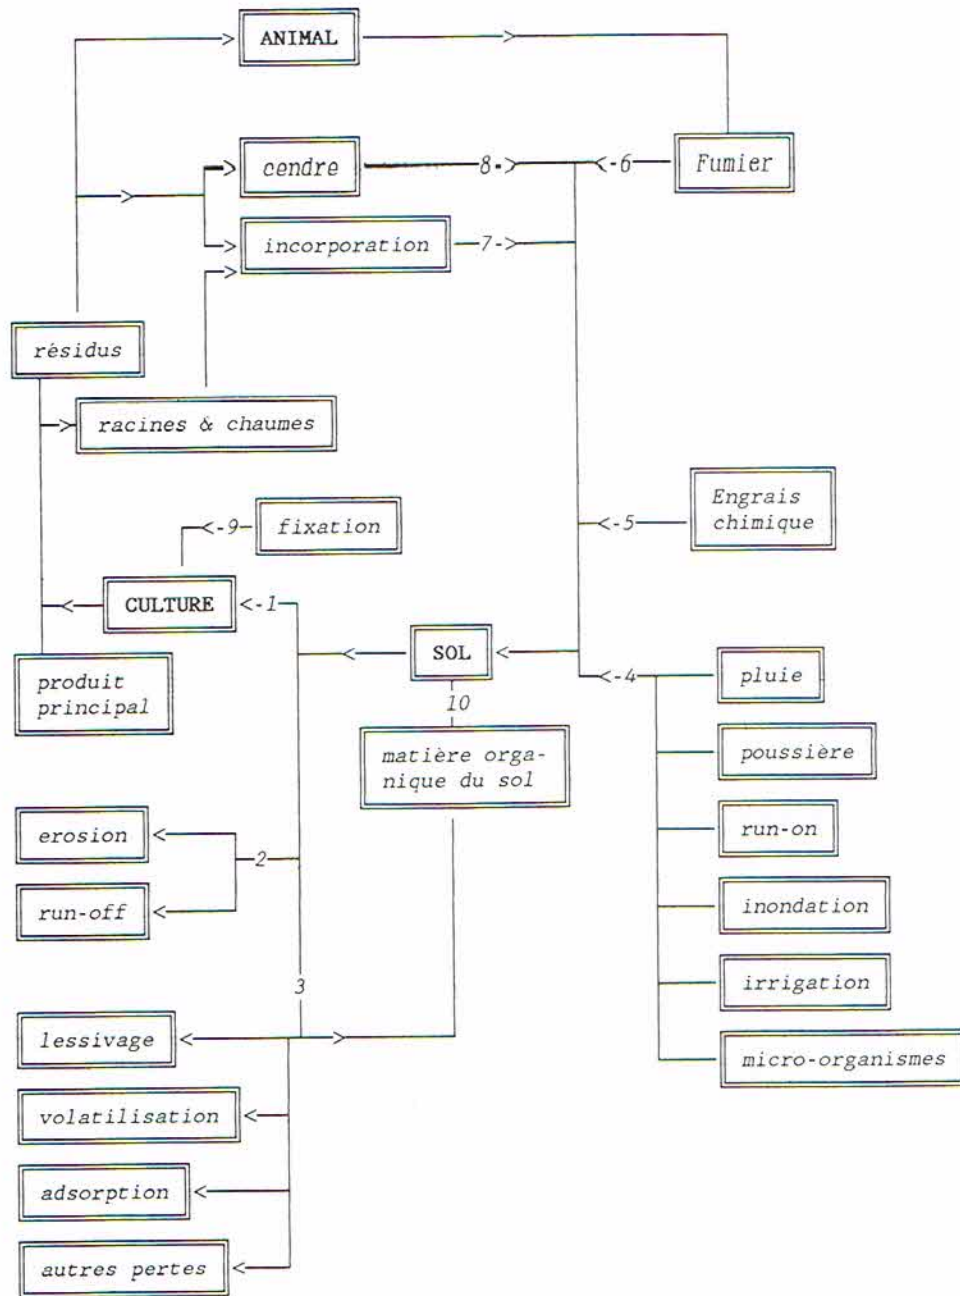 ANIMAL
cendre
8
6
Fumier
incorporation
7
résidus
racines & chaumes
Engrais
chimique
5
9
fixation
CULTURE
1
SOL
4
pluie
produit
principal
10
matière orga-
nique du sol
poussière
erosion
run-on
2
run-off
inondation
3
irrigation
lessivage
micro-organismes
volatilisation
adsorption
autres pertes